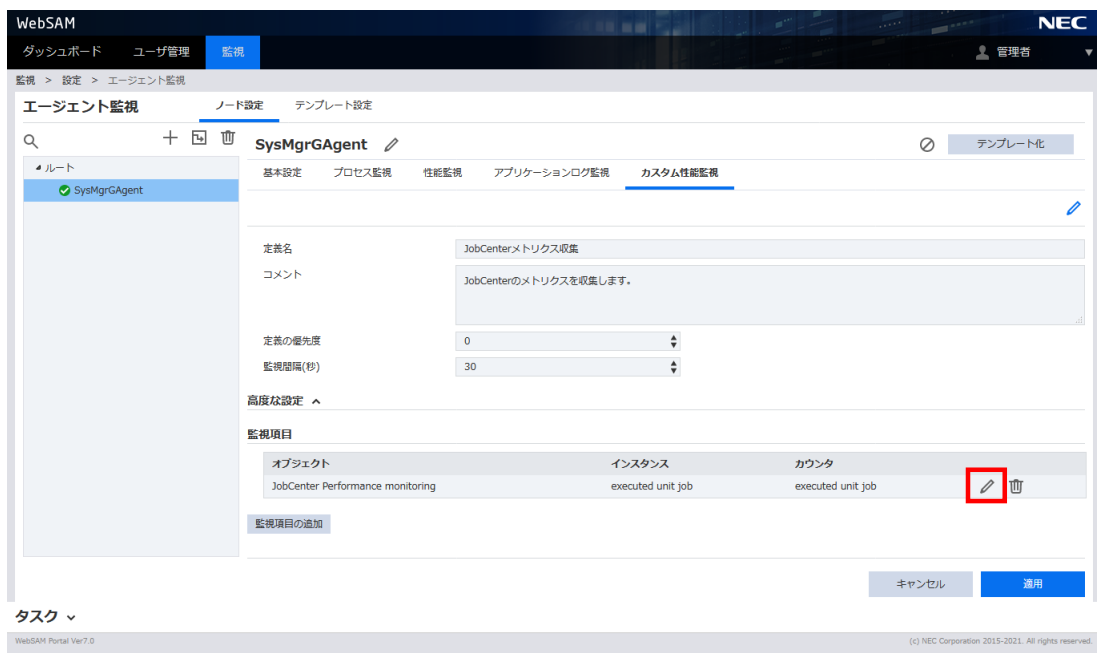 WebSAM
NEC
ダッシュボード ユーザ管理 監視 管理者
監視 > 設定 > エージェント監視
エージェント監視 ノード設定 テンプレート設定
SysMgrGAgent テンプレート化
ルート
SysMgrGAgent
基本設定 プロセス監視 性能監視 アプリケーションログ監視 カスタム性能監視
定義名 JobCenterメトリクス収集
コメント JobCenterのメトリクスを収集します。
定義の優先度 0
監視間隔(秒) 30
高度な設定
監視項目
オブジェクト インスタンス カウンタ
JobCenter Performance monitoring executed unit job executed unit job
監視項目の追加
キャンセル 適用
タスク
WebSAM Portal Ver7.0 (c) NEC Corporation 2015-2021. All rights reserved.